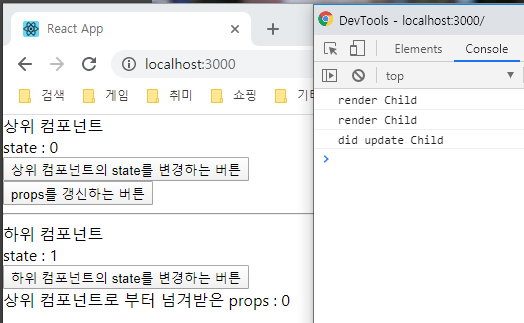 React App
localhost:3000
검색 게임 취미 쇼핑
상위 컴포넌트
state : 0
상위 컴포넌트의 state를 변경하는 버튼
props를 갱신하는 버튼
하위 컴포넌트
state : 1
하위 컴포넌트의 state를 변경하는 버튼
상위 컴포넌트로 부터 넘겨받은 props : 0
DevTools - localhost:3000/
Elements Console
top
render Child
render Child
did update Child